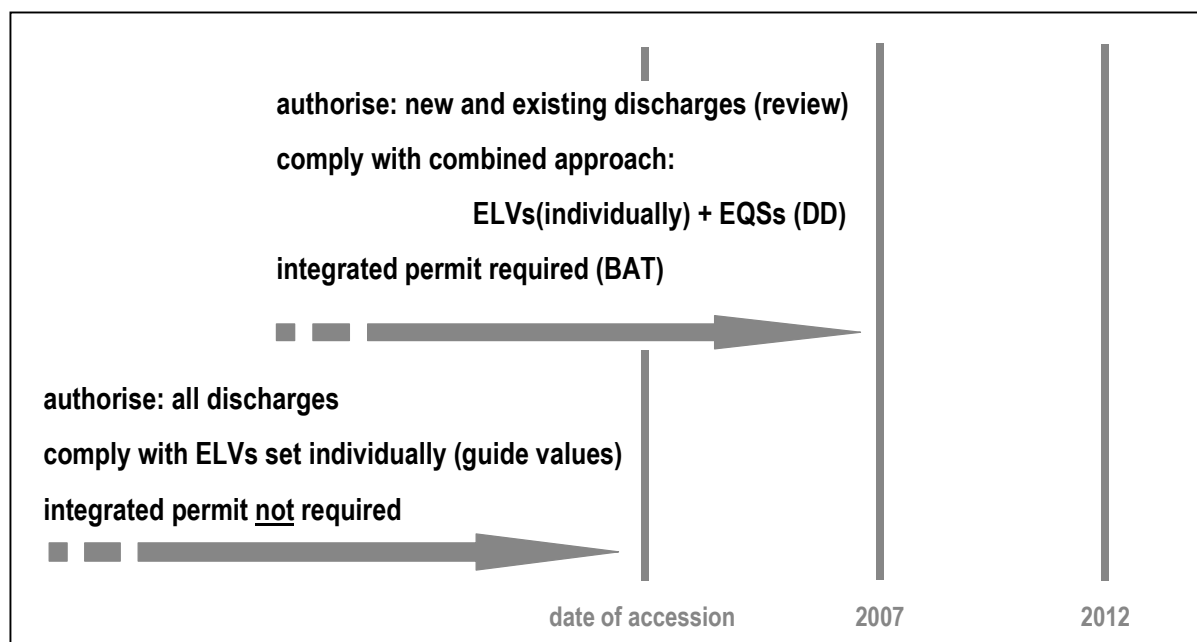 authorise: new and existing discharges (review)
comply with combined approach:
ELVs(individually) + EQSs (DD)
integrated permit required (BAT)
authorise: all discharges
comply with ELVs set individually (guide values)
integrated permit not required
date of accession 2007 2012